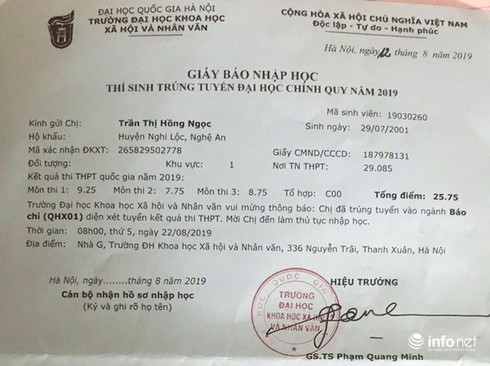 ĐẠI HỌC QUỐC GIA HÀ NỘI
TRƯỜNG ĐẠI HỌC KHOA HỌC
XÃ HỘI VÀ NHÂN VĂN
CỘNG HÒA XÃ HỘI CHỦ NGHĨA VIỆT NAM
Độc lập - Tự do - Hạnh phúc
Hà Nội, ngày 12 tháng 8 năm 2019
GIẤY BÁO NHẬP HỌC
THÍ SINH TRÚNG TUYỂN ĐẠI HỌC CHÍNH QUY NĂM 2019
Mã sinh viên: 19030260
Kính gửi Chị: Trần Thị Hồng Ngọc Sinh ngày: 29/07/2001
Hộ khẩu: Huyện Nghi Lộc, Nghệ An
Mã xác nhận ĐKXT: 265829502778 Giấy CMND/CCCD: 187978131
Đối tượng: Khu vực: 1 Nơi TN THPT: 29.085
Kết quả thi THPT quốc gia năm 2019:
Môn thi 1: 9.25 Môn thi 2: 7.75 Môn thi 3: 8.75 Tổ hợp: C00 Tổng điểm: 25.75
Trường Đại học Khoa học Xã hội và Nhân văn vui mừng thông báo: Chị đã trúng tuyển vào ngành Báo
chí (QHX01) diện xét tuyển kết quả thi THPT. Mời Chị đến làm thủ tục nhập học.
Thời gian: 08h00, thứ 5, ngày 22/08/2019
Địa điểm: Nhà G, Trường ĐH Khoa học Xã hội và Nhân văn, 336 Nguyễn Trãi, Thanh Xuân, Hà Nội
Hà Nội, ngày.......tháng 8 năm 2019
Cán bộ nhận hồ sơ nhập học
(Ký và ghi rõ họ tên)
HIỆU TRƯỞNG
TRƯỜNG
ĐẠI HỌC
KHOA HỌC XÃ HỘI
VÀ NHÂN VĂN
GS.TS Phạm Quang Minh
infonet